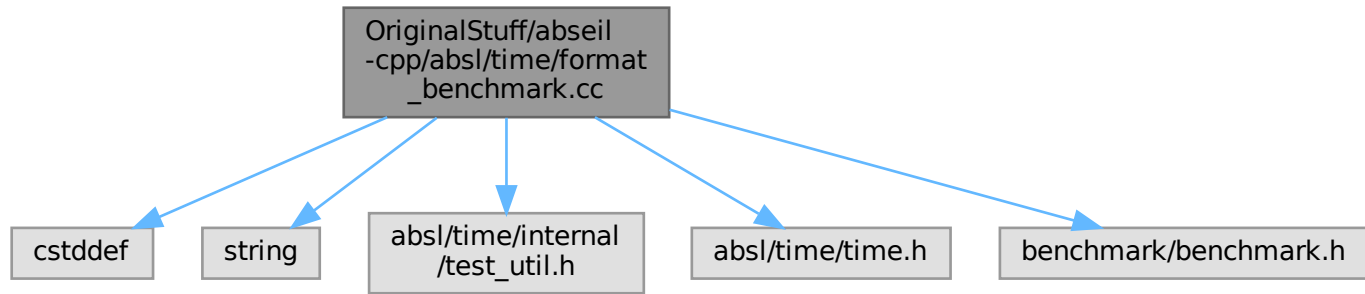 OriginalStuff/abseil
-cpp/absl/time/format
_benchmark.cc
cstddef
string
absl/time/internal
/test_util.h
absl/time/time.h
benchmark/benchmark.h